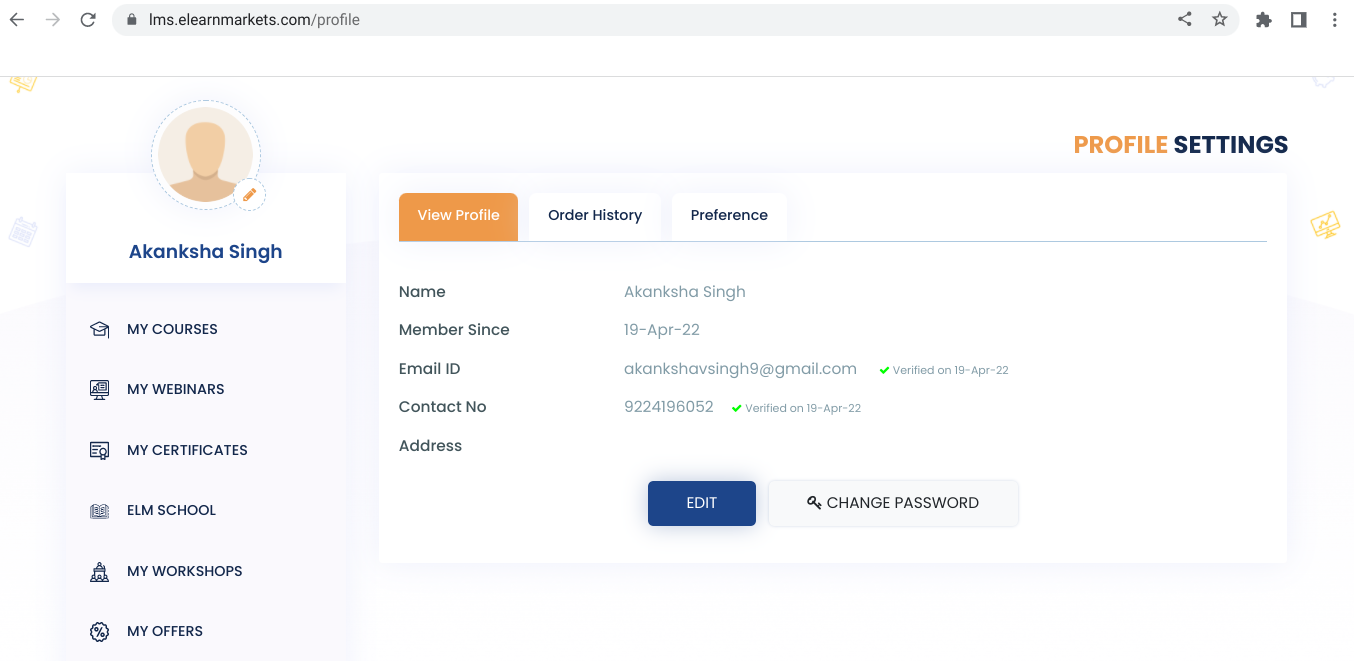 lms.elearnmarkets.com/profile
PROFILE SETTINGS
Akanksha Singh
MY COURSES
MY WEBINARS
MY CERTIFICATES
ELM SCHOOL
MY WORKSHOPS
MY OFFERS
View Profile Order History Preference
Name Akanksha Singh
Member Since 19-Apr-22
Email ID akankshavsingh9@gmail.com Verified on 19-Apr-22
Contact No 9224196052 Verified on 19-Apr-22
Address
EDIT CHANGE PASSWORD